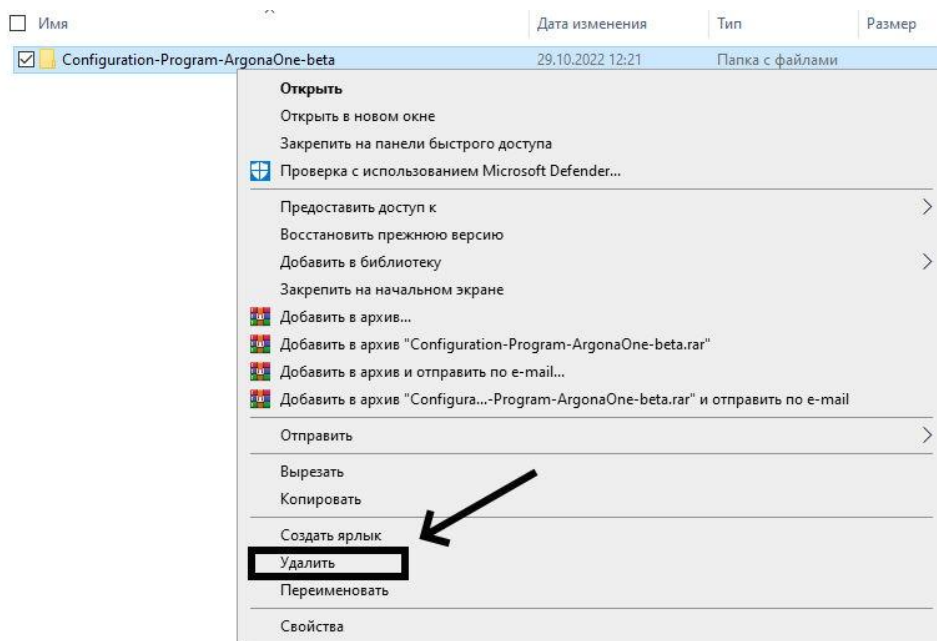 Имя Дата изменения Тип Размер
Configuration-Program-ArgonaOne-beta 29.10.2022 12:21 Папка с файлами
Открыть
Открыть в новом окне
Закрепить на панели быстрого доступа
Проверка с использованием Microsoft Defender...
Предоставить доступ к
Восстановить прежнюю версию
Добавить в библиотеку
Закрепить на начальном экране
Добавить в архив...
Добавить в архив "Configuration-Program-ArgonaOne-beta.rar"
Добавить в архив и отправить по e-mail...
Добавить в архив "Configura...-Program-ArgonaOne-beta.rar" и отправить по e-mail
Отправить
Вырезать
Копировать
Создать ярлык
Удалить
Переименовать
Свойства